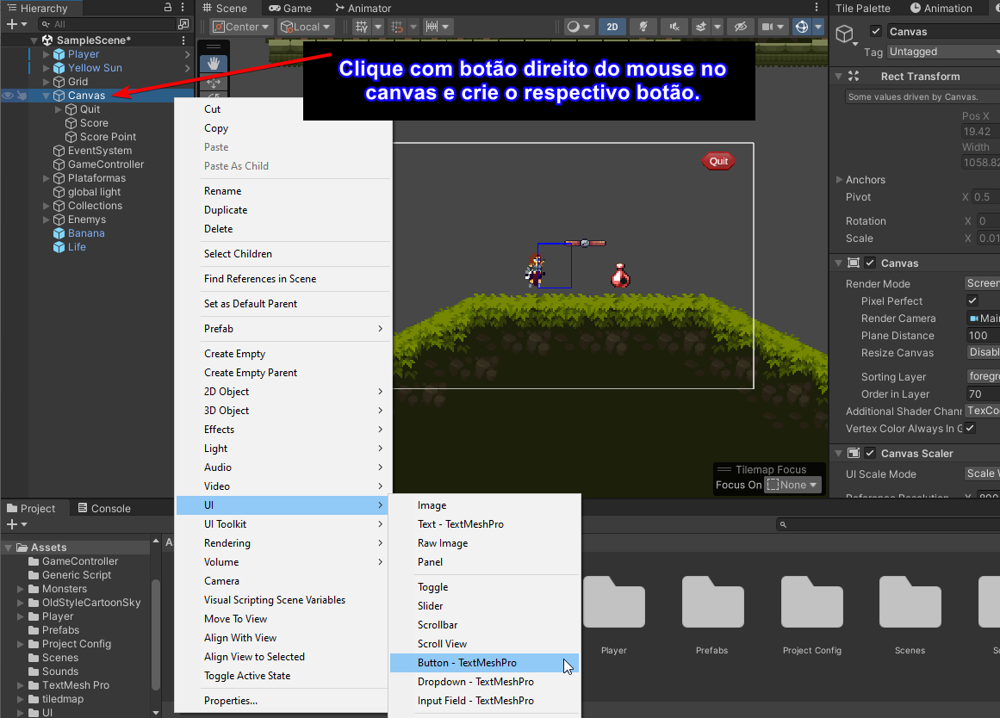 Hierarchy
All
SampleScene*
Player
Yellow Sun
Grid
Canvas
Quit
Score
Score Point
EventSystem
GameController
Plataformas
global light
Collections
Enemys
Banana
Life
Scene
Game
Animator
Center
Local
2D
Clique com botão direito do mouse no
canvas e crie o respectivo botão.
Quit
Tilemap Focus
Focus On
None
Cut
Copy
Paste
Paste As Child
Rename
Duplicate
Delete
Select Children
Find References in Scene
Set as Default Parent
Prefab
Create Empty
Create Empty Parent
2D Object
3D Object
Effects
Light
Audio
Video
UI
UI Toolkit
Rendering
Volume
Camera
Visual Scripting Scene Variables
Move To View
Align With View
Align View to Selected
Toggle Active State
Properties...
Image
Text - TextMeshPro
Raw Image
Panel
Toggle
Slider
Scrollbar
Scroll View
Button - TextMeshPro
Dropdown - TextMeshPro
Input Field - TextMeshPro
Tile Palette
Animation
Canvas
Tag Untagged
Rect Transform
Some values driven by Canvas.
Pos X
19.42
Width
1058.82
Anchors
Pivot X 0.5
Rotation X 0
Scale X 0.01
Canvas
Render Mode Screen
Pixel Perfect
Render Camera Mai
Plane Distance 100
Resize Canvas Disabl
Sorting Layer foregro
Order in Layer 70
Additional Shader Chann TexCo
Vertex Color Always In G
Canvas Scaler
UI Scale Mode Scale W
Reference Resolution X 800
Project
Console
Assets
GameController
Generic Script
Monsters
OldStyleCartoonSky
Player
Prefabs
Project Config
Scenes
Sounds
TextMesh Pro
tiledmap
UI
A
Player
Prefabs
Project Config
Scenes